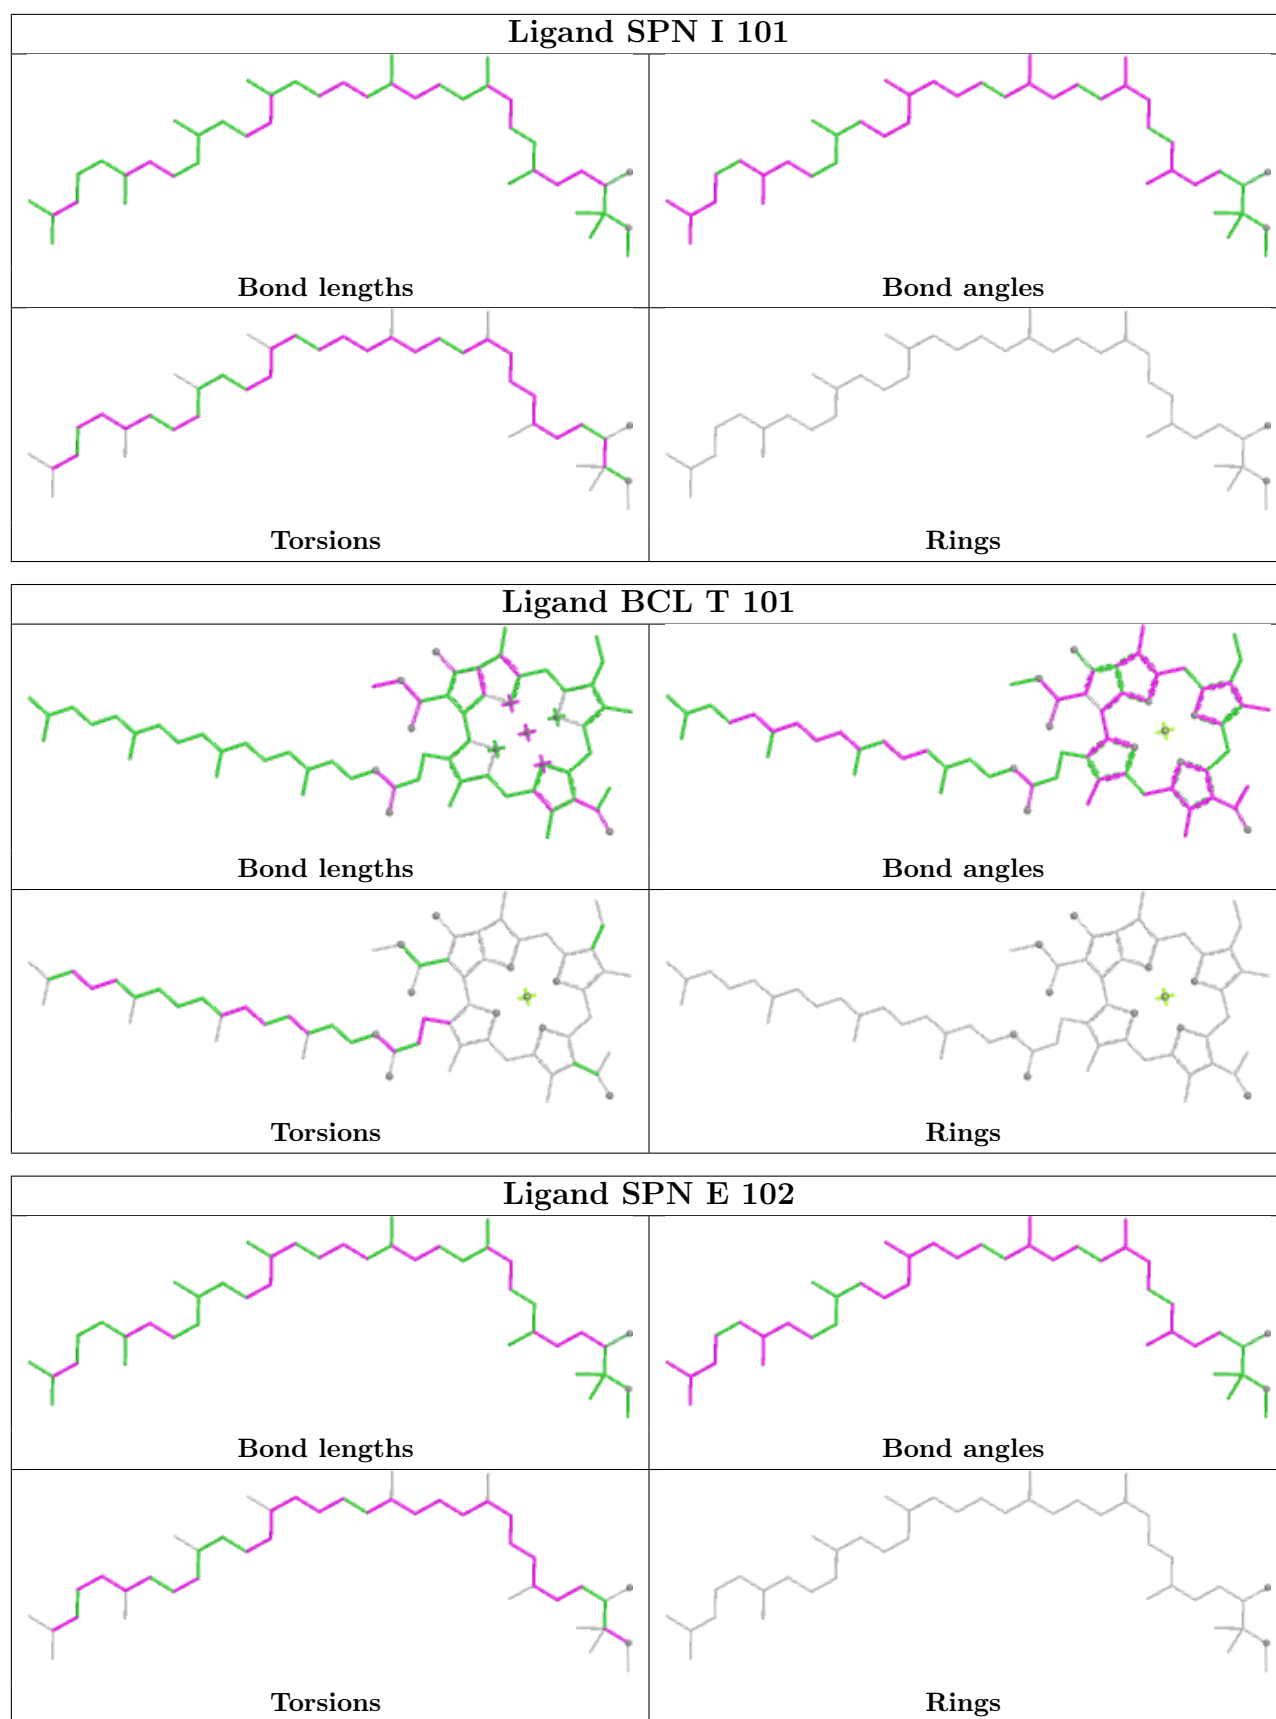 Ligand SPN I 101
Bond lengths
Bond angles
Torsions
Rings
Ligand BCL T 101
Bond lengths
Bond angles
Torsions
Rings
Ligand SPN E 102
Bond lengths
Bond angles
Torsions
Rings